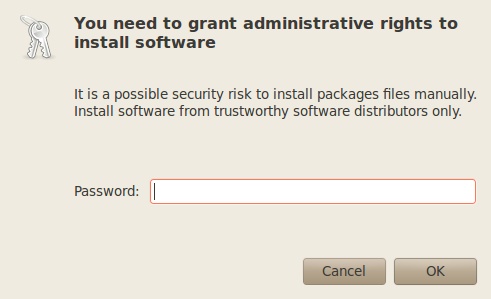 You need to grant administrative rights to
install software
It is a possible security risk to install packages files manually.
Install software from trustworthy software distributors only.
Password:
Cancel OK